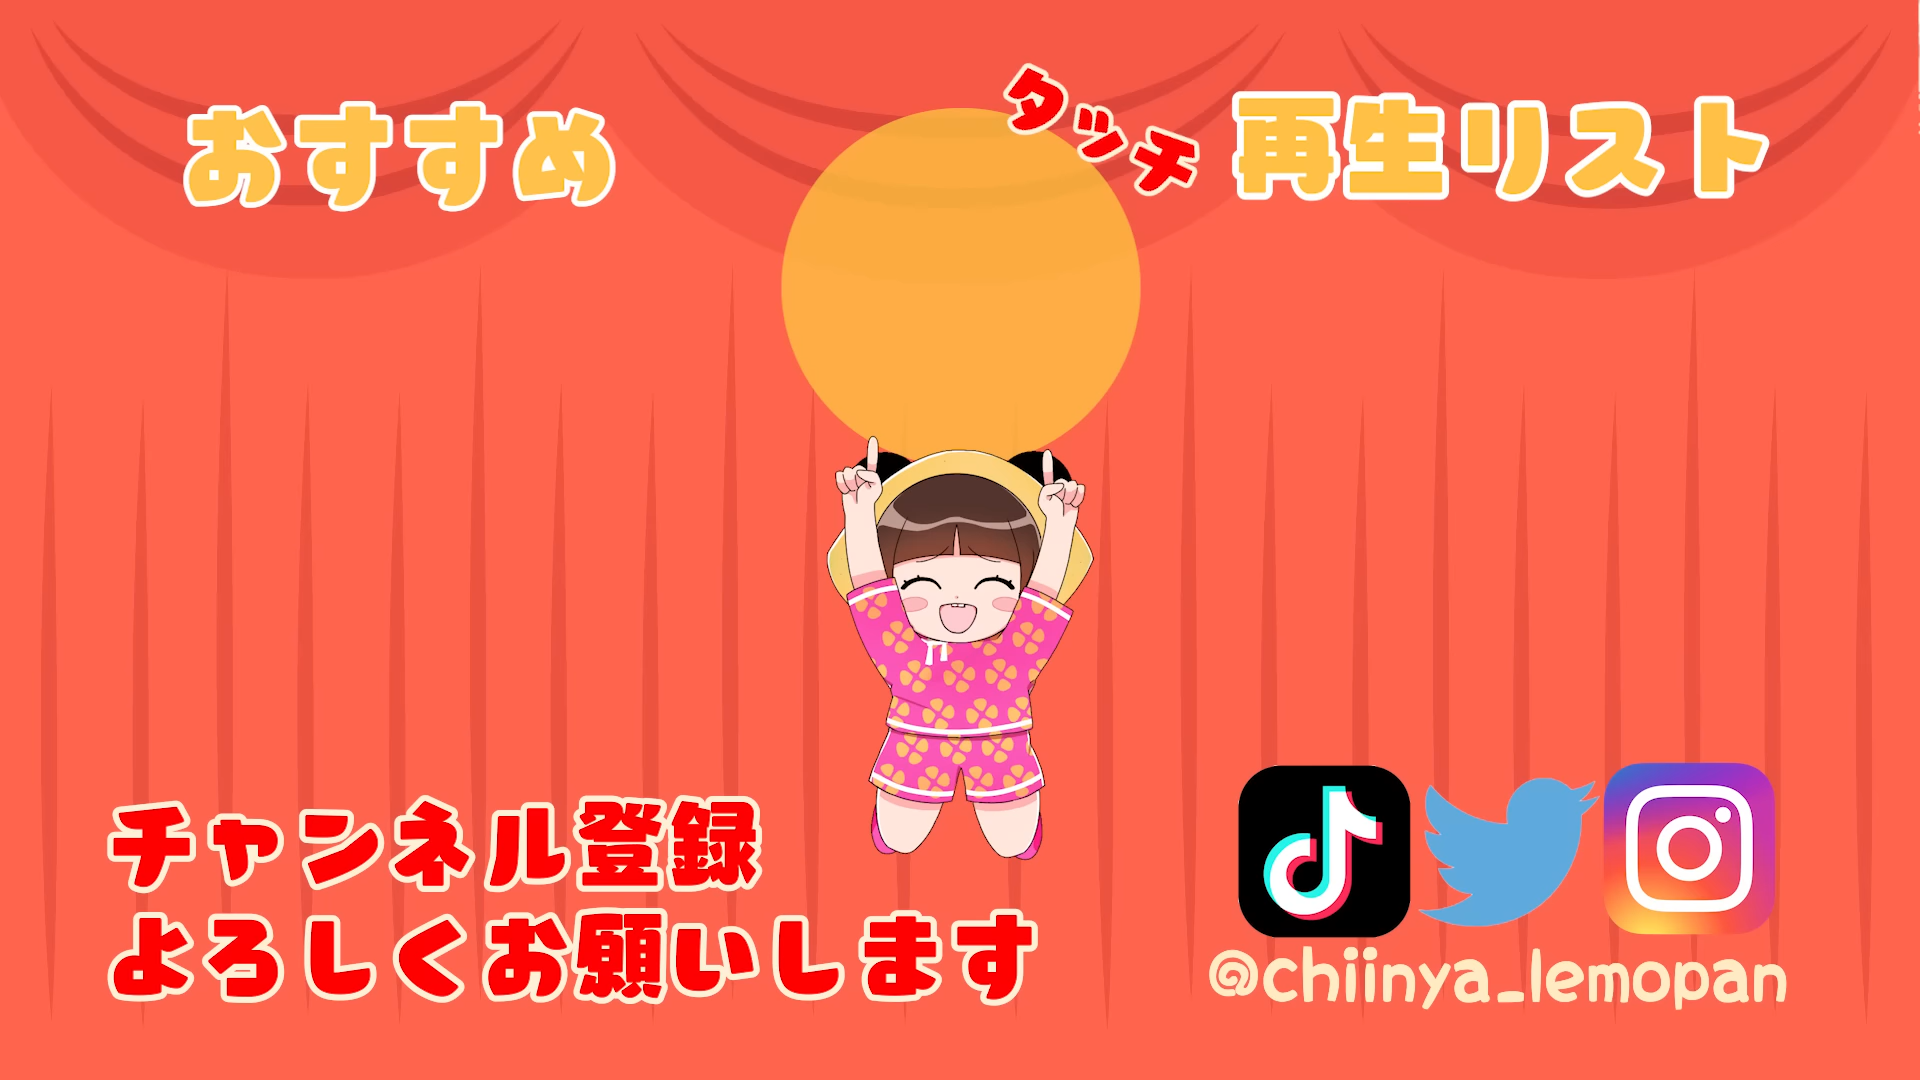 おすすめ
タッチ
再生リスト
チャンネル登録
よろしくお願いします
@chiinya_lemopan